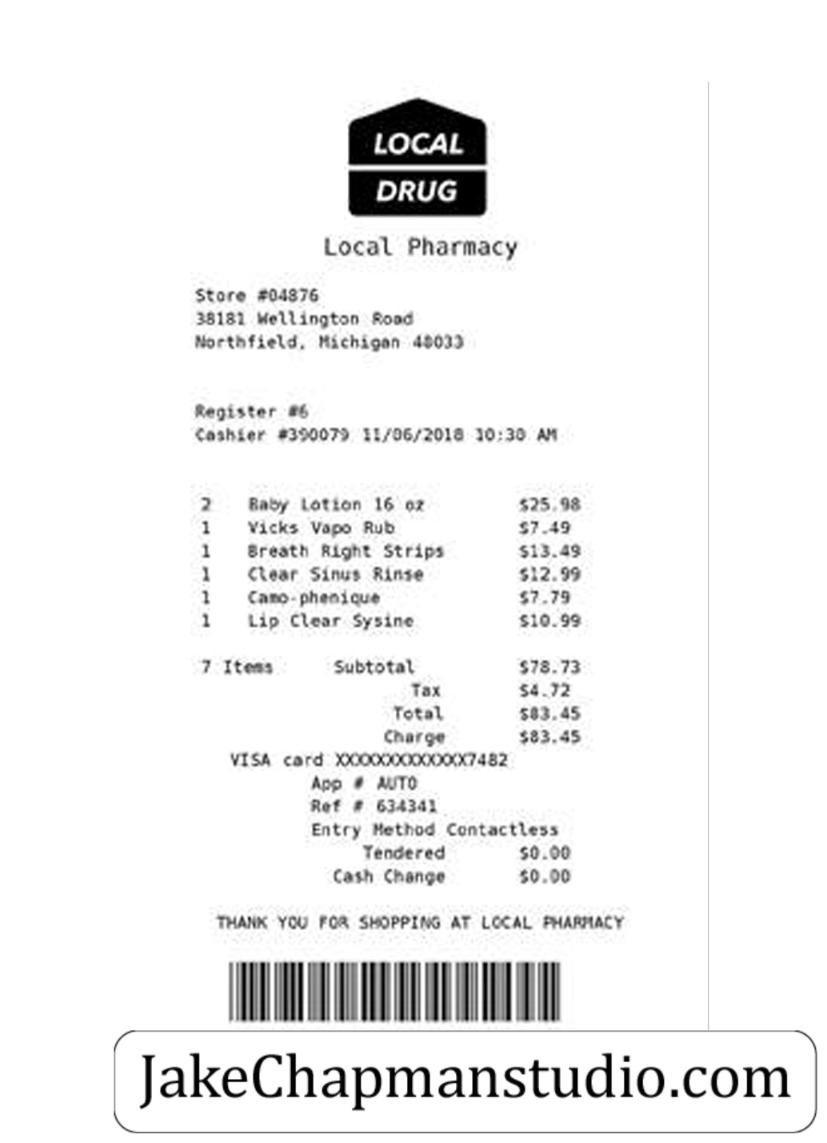 LOCAL
DRUG
Local Pharmacy
Store #04876
38181 Wellington Road
Northfield, Michigan 48033
Register #6
Cashier #390079 11/06/2018 10:30 AM
2 Baby Lotion 16 oz $25.98
1 Vicks Vapo Rub $7.49
1 Breath Right Strips $13.49
1 Clear Sinus Rinse $12.99
1 Camo-phenique $7.79
1 Lip Clear Sysine $10.99
7 Items Subtotal $78.73
Tax $4.72
Total $83.45
Charge $83.45
VISA card XXXXXXXXXXXXX7482
App # AUTO
Ref # 634341
Entry Method Contactless
Tendered $0.00
Cash Change $0.00
THANK YOU FOR SHOPPING AT LOCAL PHARMACY
JakeChapmanstudio.com